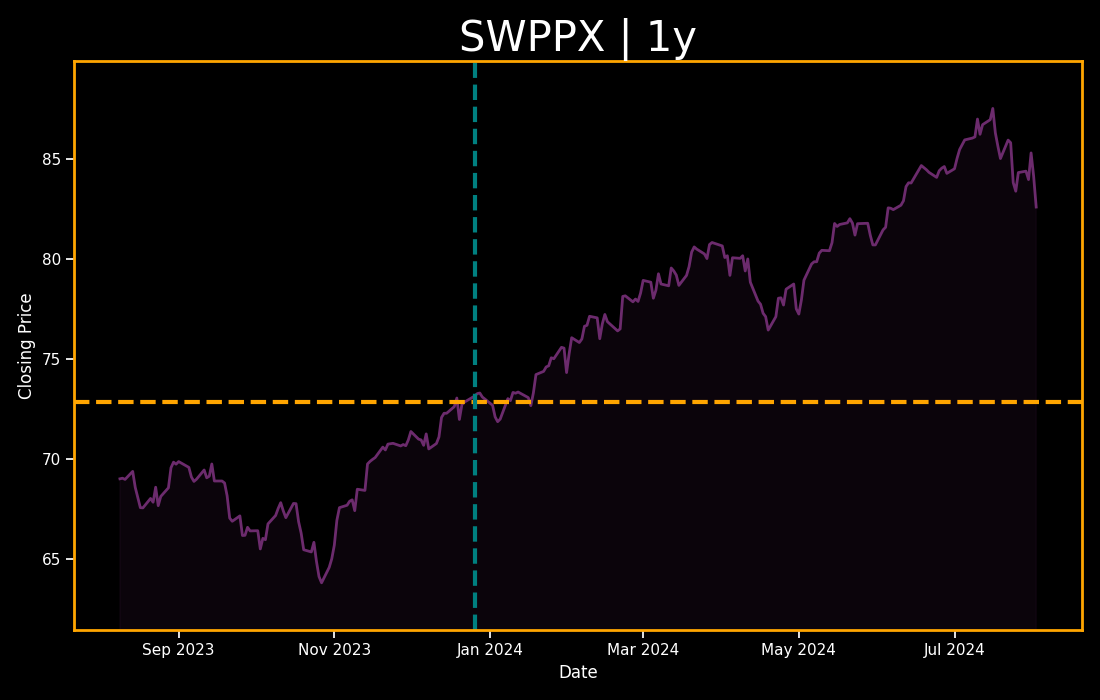 SWPPX | 1y
Closing Price
85
80
75
70
65
Sep 2023
Nov 2023
Jan 2024
Mar 2024
May 2024
Jul 2024
Date